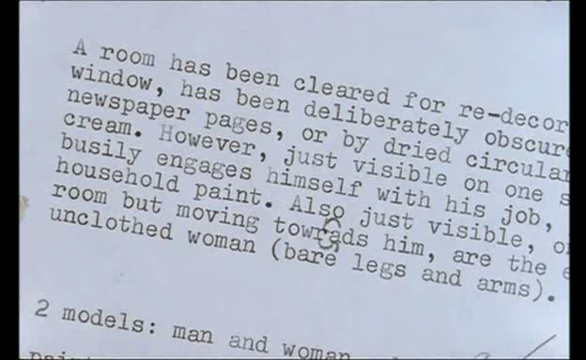 A room has been cleared for re-decor
window, has been deliberately obscure
newspaper pages, or by dried circula
cream. However, just visible on one s
busily engages himself with his job,
household paint. Also just visible, o
room but moving towrads him, are the e
unclothed woman (bare legs and arms).
2 models: man and woman